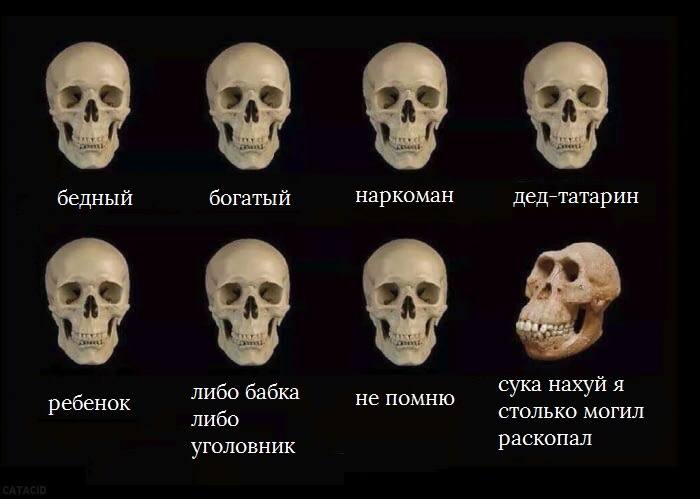 бедный
богатый
наркоман
дед-татарин
ребенок
либо бабка
либо
уголовник
не помню
сука нахуй я
столько могил
раскопал
CATACID